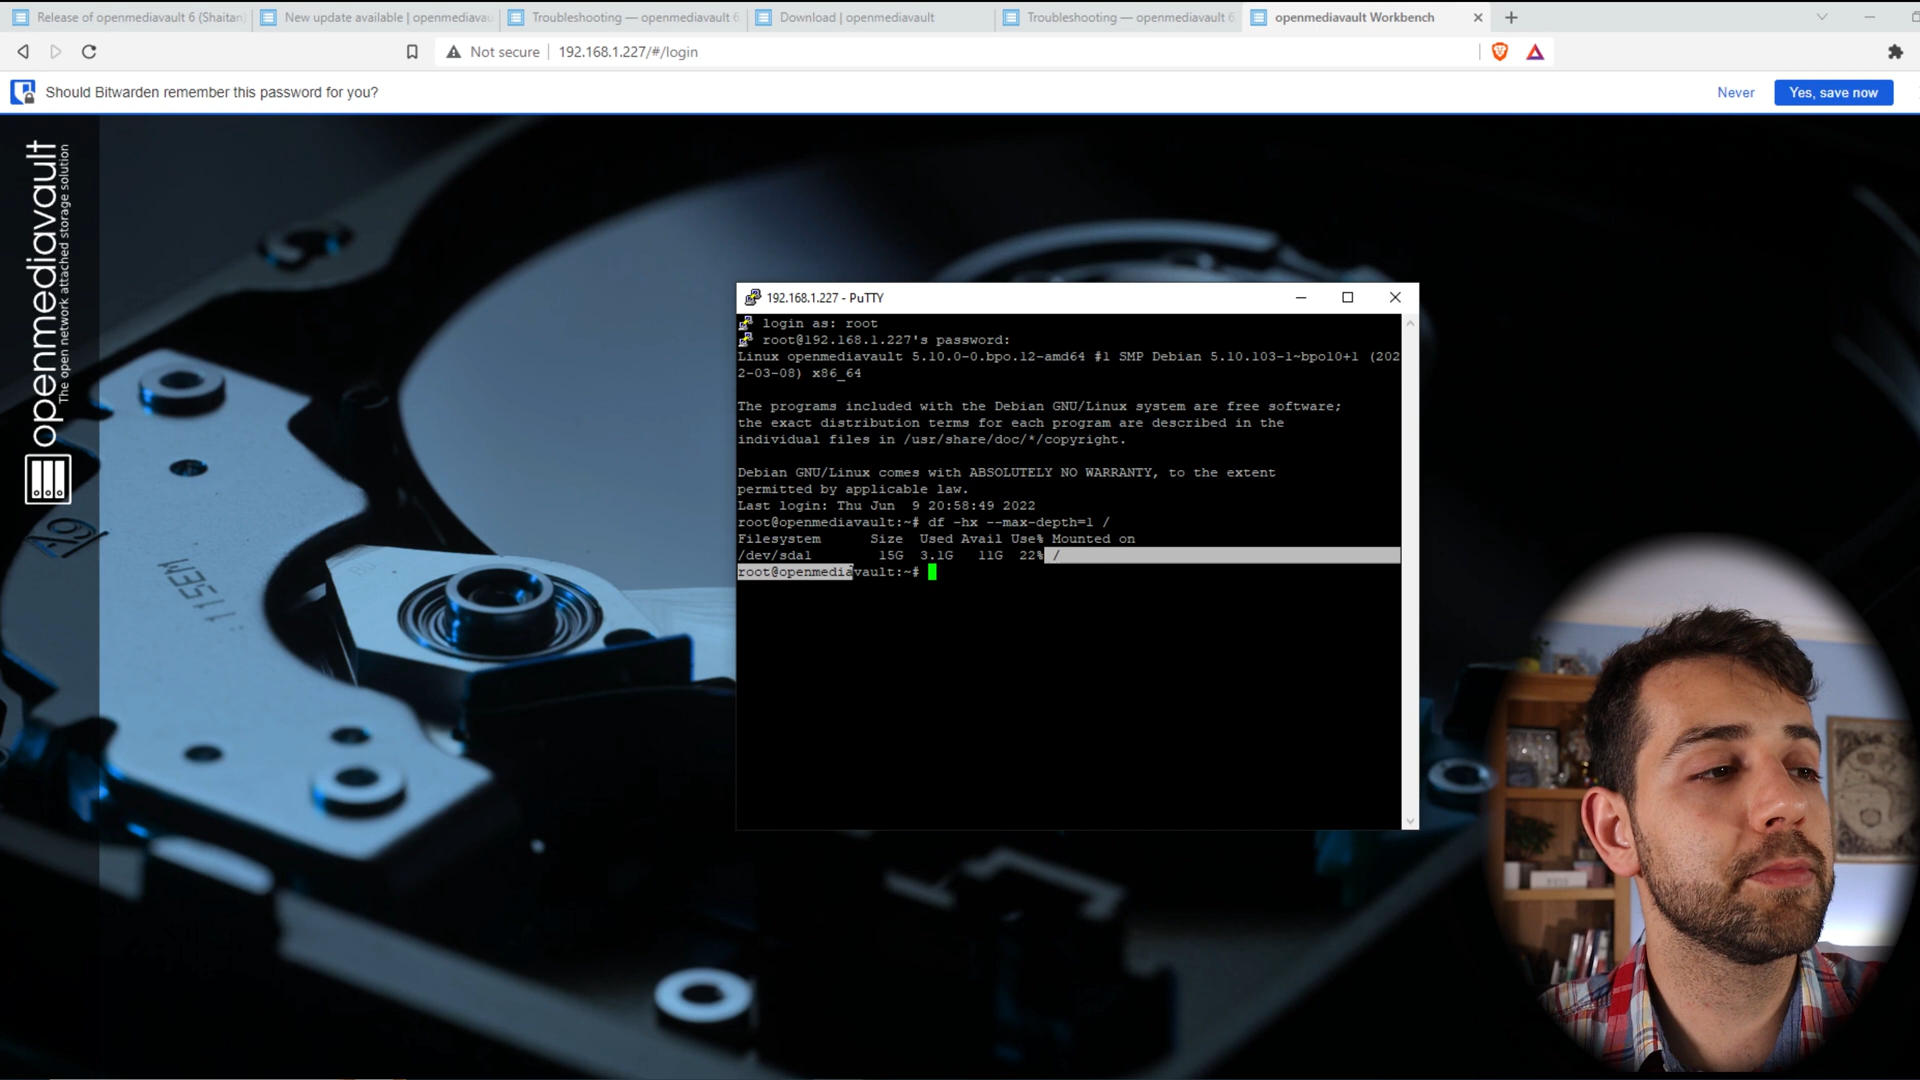 Release of openmediavault 6 (Shaitan)
New update available | openmediavau
Troubleshooting — openmediavault 6
Download | openmediavault
Troubleshooting — openmediavault 6
openmediavault Workbench
Not secure
192.168.1.227/#/login
Should Bitwarden remember this password for you?
Never
Yes, save now
openmediavault
The open network attached storage solution
192.168.1.227 - PuTTY
login as: root
root@192.168.1.227's password:
Linux openmediavault 5.10.0-0.bpo.12-amd64 #1 SMP Debian 5.10.103-1~bpo10+1 (202
2-03-08) x86_64
The programs included with the Debian GNU/Linux system are free software;
the exact distribution terms for each program are described in the
individual files in /usr/share/doc/*/copyright.
Debian GNU/Linux comes with ABSOLUTELY NO WARRANTY, to the extent
permitted by applicable law.
Last login: Thu Jun  9 20:58:49 2022
root@openmediavault:~# df -hx --max-depth=1 /
Filesystem      Size  Used Avail Use% Mounted on
/dev/sda1        15G  3.1G   11G  22% /
root@openmediavault:~#